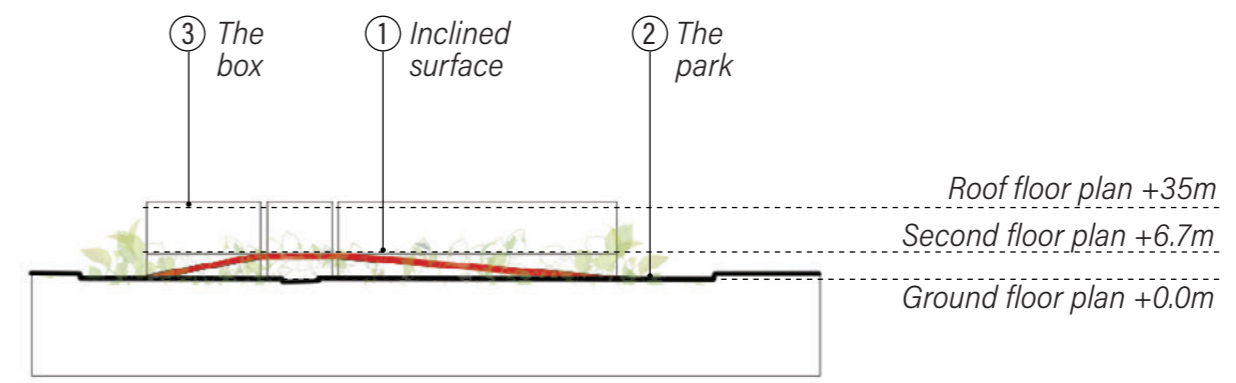 ③ The
box
① Inclined
surface
② The
park
Roof floor plan +35m
Second floor plan +6.7m
Ground floor plan +0.0m